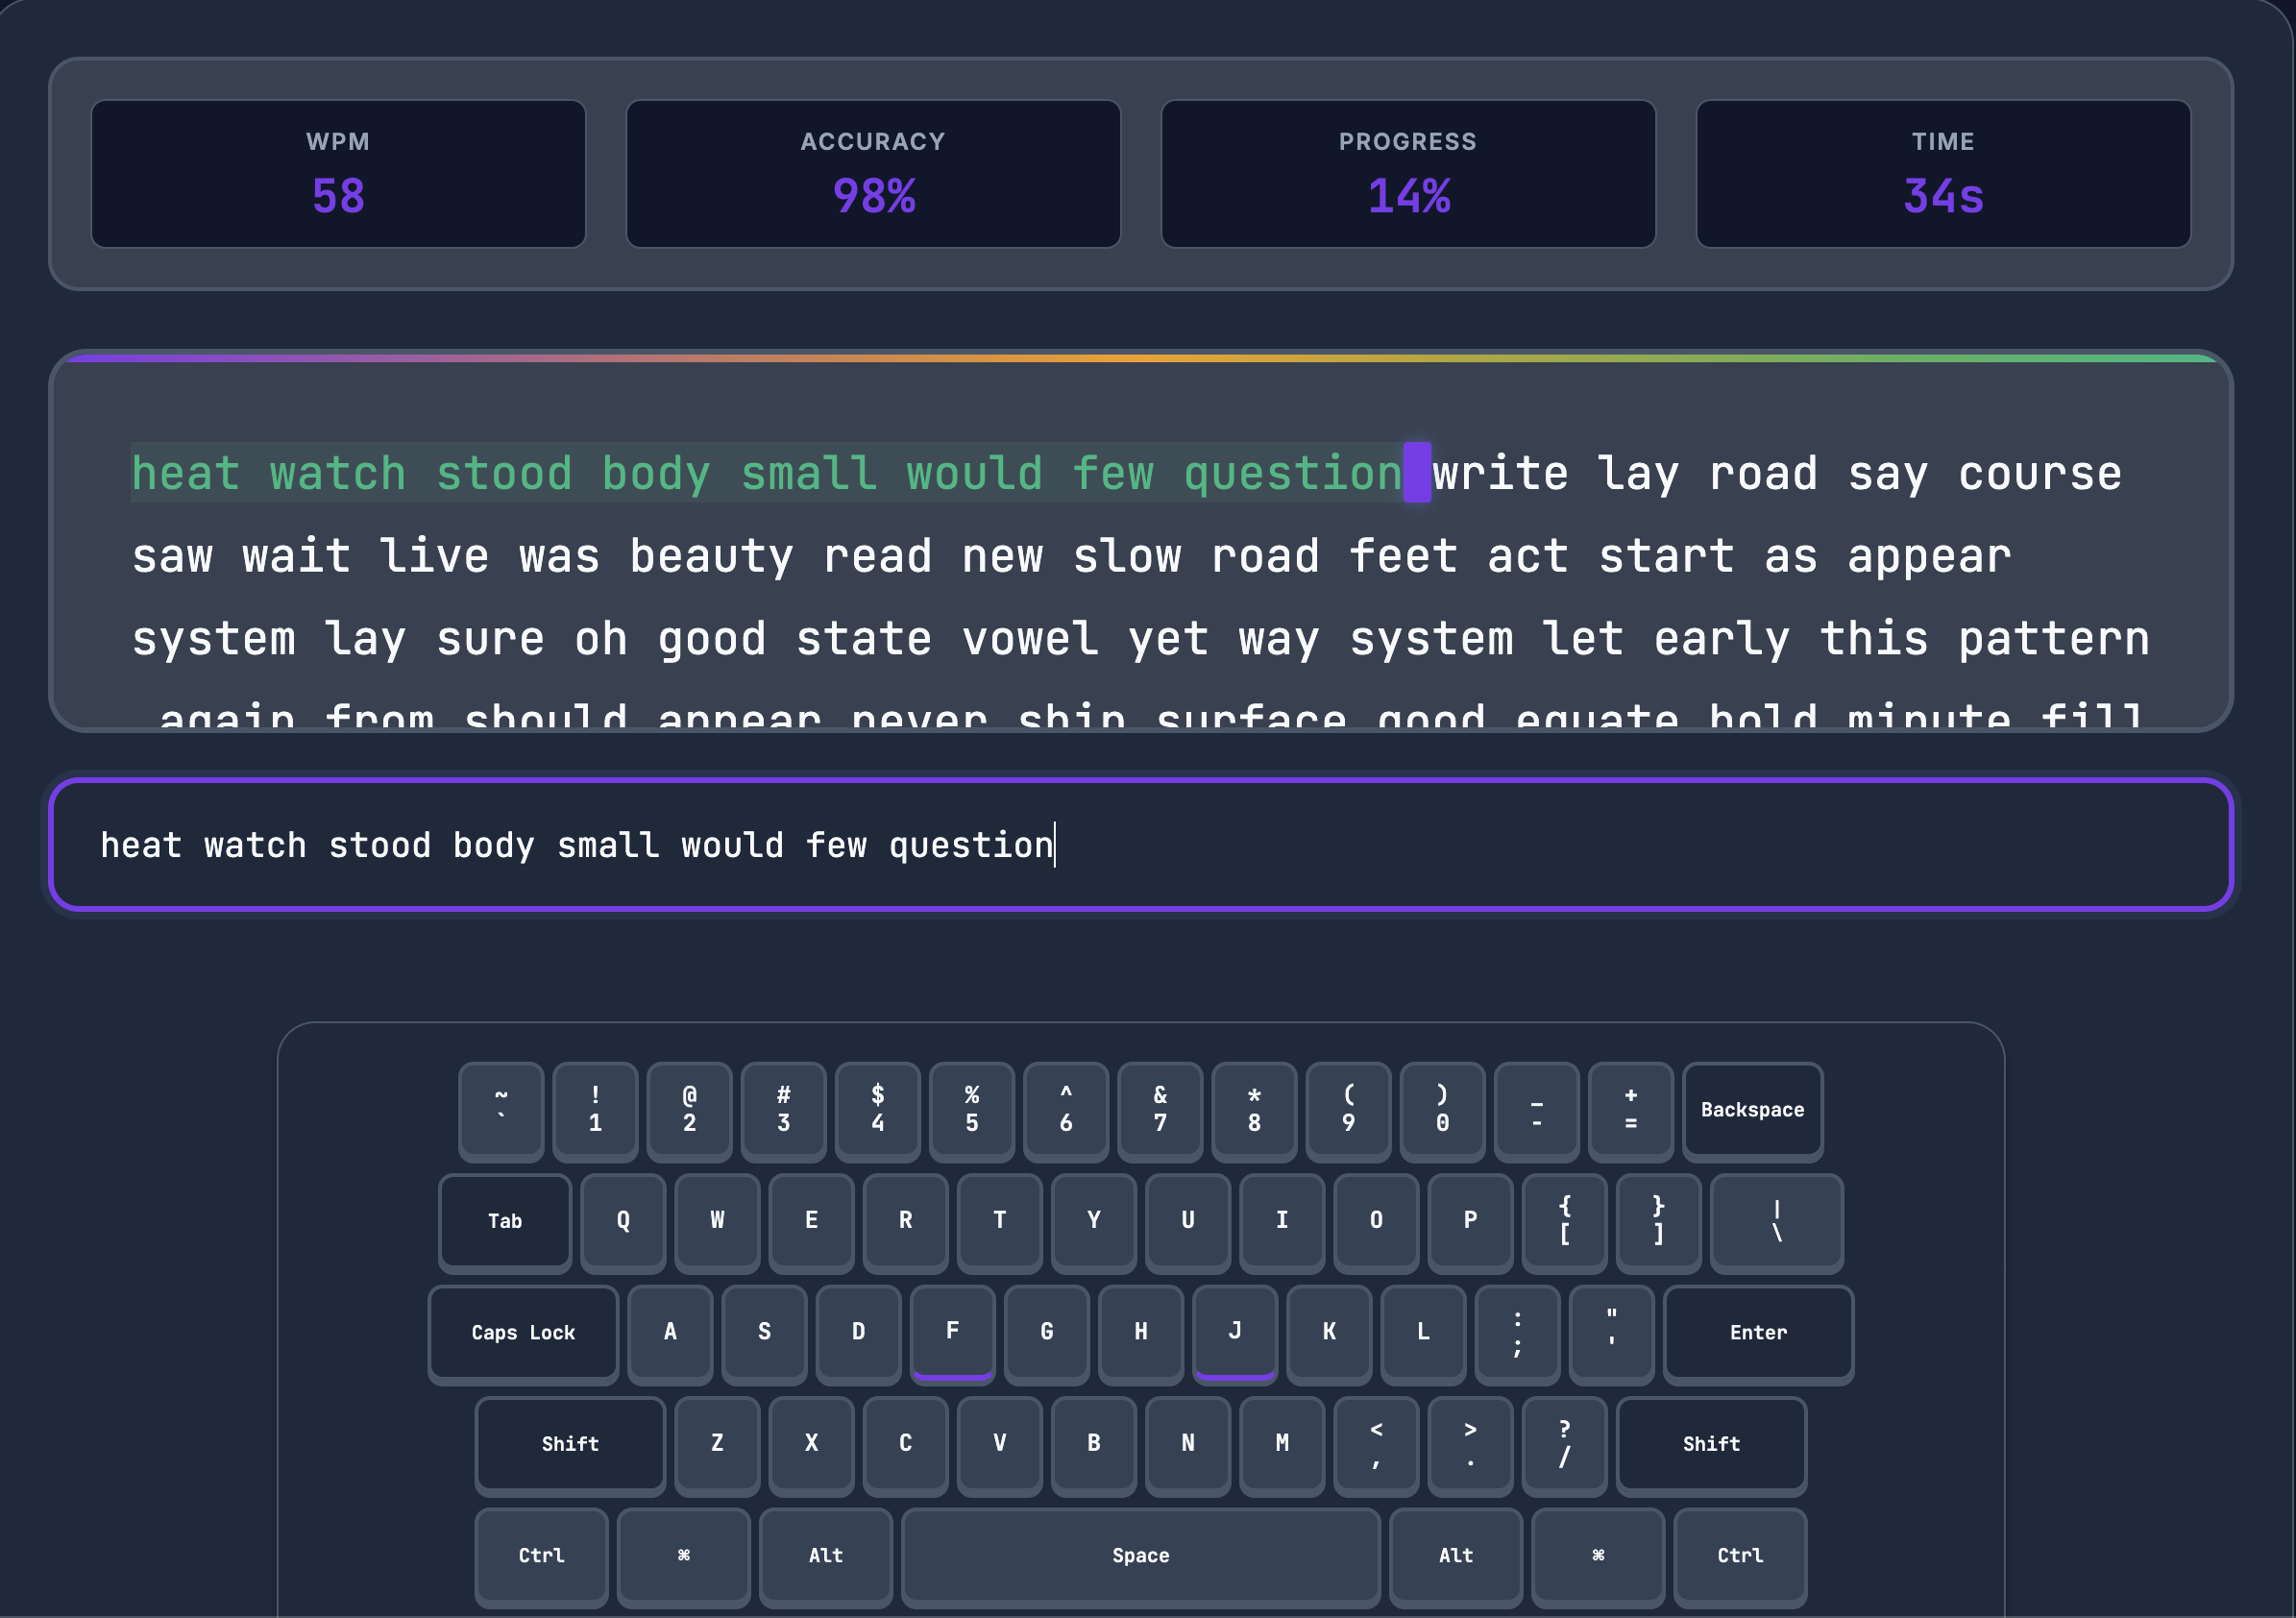 WPM ACCURACY PROGRESS TIME
58 98% 14% 34s
heat watch stood body small would few question write lay road say course
saw wait live was beauty read new slow road feet act start as appear
system lay sure oh good state vowel yet way system let early this pattern
again from should appear never ship surface good equate hold minute fill
heat watch stood body small would few question
~ ! @ # $ % ^ & * ( ) _ +
` 1 2 3 4 5 6 7 8 9 0 - = Backspace
Tab Q W E R T Y U I O P { [ } ] | \
Caps Lock A S D F G H J K L : ; " ' Enter
Shift Z X C V B N M < , > . ? / Shift
Ctrl ⌘ Alt Space Alt ⌘ Ctrl